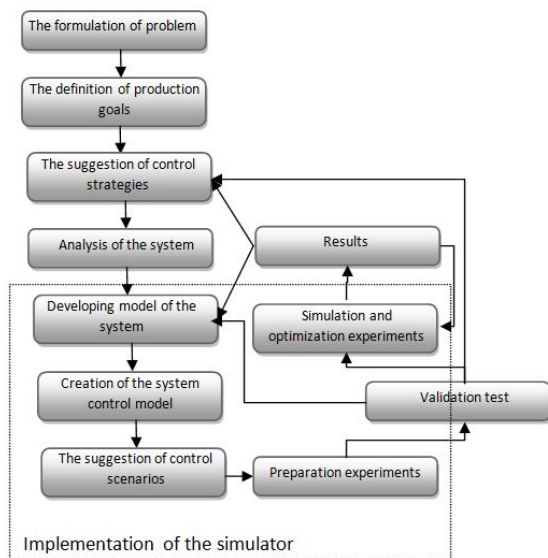 The formulation of problem
The definition of production
goals
The suggestion of control
strategies
Analysis of the system
Results
Developing model of the
system
Simulation and
optimization experiments
Creation of the system
control model
Validation test
The suggestion of control
scenarios
Preparation experiments
Implementation of the simulator